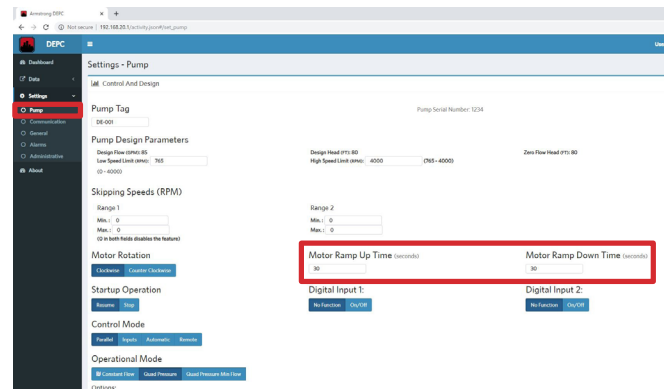 Armstrong DEPC
Not secure | 192.168.20.1/activity.json#/set_pump
DEPC
Use
Dashboard
Data
Settings
Pump
Communication
General
Alarms
Administrative
About
Settings - Pump
Control And Design
Pump Tag
Pump Serial Number: 1234
DE-001
Pump Design Parameters
Design Flow (GPM): 85 Design Head (FT): 80 Zero Flow Head (FT): 80
Low Speed Limit (RPM): 765 High Speed Limit (RPM): 4000 (765 - 4000)
(0 - 4000)
Skipping Speeds (RPM)
Range 1 Range 2
Min.: 0 Min.: 0
Max.: 0 Max.: 0
(0 in both fields disables the feature)
Motor Rotation Motor Ramp Up Time (seconds) Motor Ramp Down Time (seconds)
Clockwise Counter Clockwise 30 30
Startup Operation Digital Input 1: Digital Input 2:
Resume Stop No Function On/Off No Function On/Off
Control Mode
Parallel Inputs Automatic Remote
Operational Mode
Constant Flow Quad Pressure Quad Pressure Min Flow
Options: